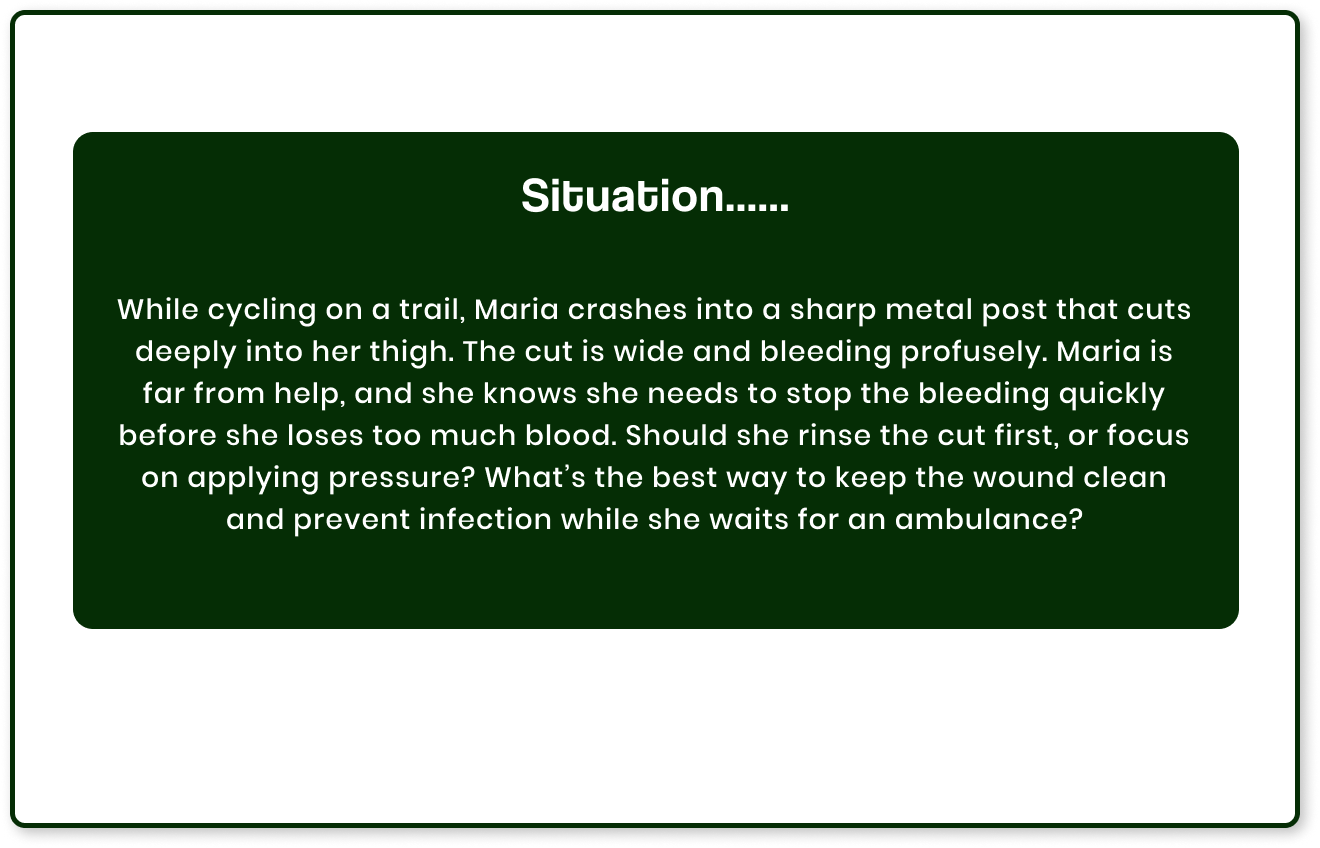 Situation......
While cycling on a trail, Maria crashes into a sharp metal post that cuts
deeply into her thigh. The cut is wide and bleeding profusely. Maria is
far from help, and she knows she needs to stop the bleeding quickly
before she loses too much blood. Should she rinse the cut first, or focus
on applying pressure? What’s the best way to keep the wound clean
and prevent infection while she waits for an ambulance?